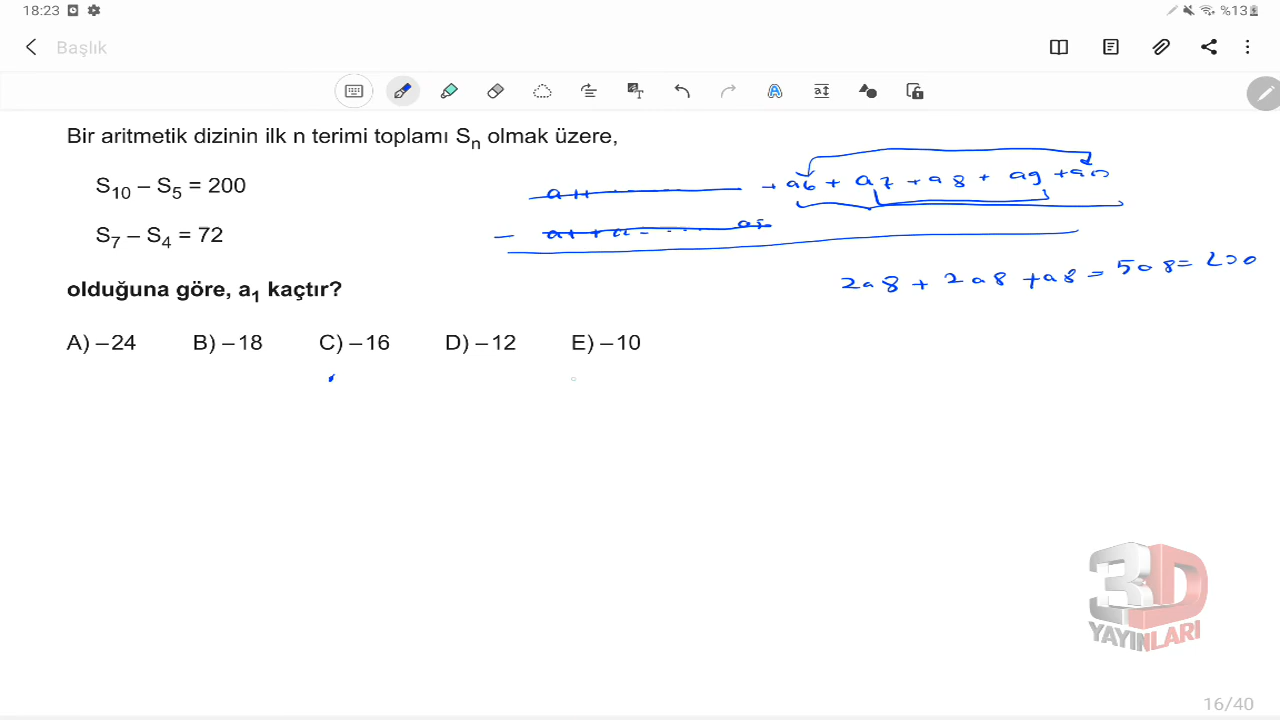 18:23
%13
Başlık
Bir aritmetik dizinin ilk n terimi toplamı Sn olmak üzere,
S10 – S5 = 200
S7 – S4 = 72
olduğuna göre, a1 kaçtır?
A) –24 B) –18 C) –16 D) –12 E) –10
+ a6 + a7 + a8 + a9 + a10
2a8 + 2a8 + a8 = 5a8 = 200
3D
YAYINLARI
16/40